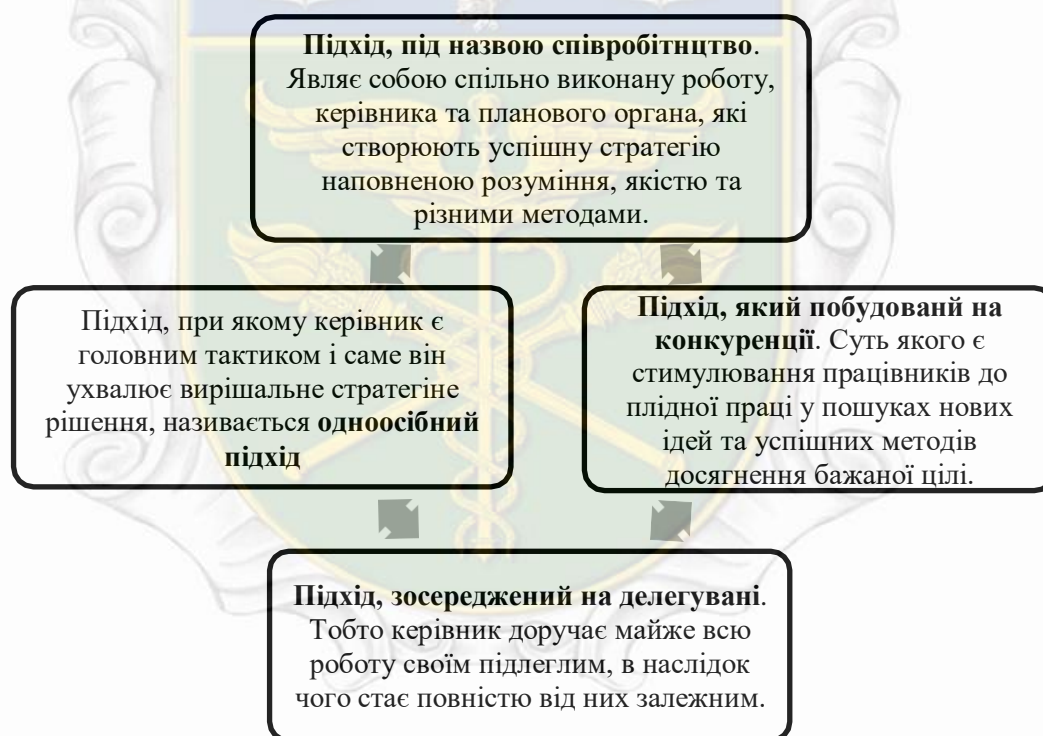 Підхід, під назвою співробітнцтво.
Являє собою спільно виконану роботу,
керівника та планового органа, які
створюють успішну стратегію
наповненою розуміння, якістю та
різними методами.
Підхід, при якому керівник є
головним тактиком і саме він
ухвалює вирішальне стратегіне
рішення, називається одноосібний
підхід
Підхід, який побудованй на
конкуренції. Суть якого є
стимулювання працівників до
плідної праці у пошуках нових
ідей та успішних методів
досягнення бажаної цілі.
Підхід, зосереджений на делегувані.
Тобто керівник доручає майже всю
роботу своїм підлеглим, в наслідок
чого стає повністю від них залежним.